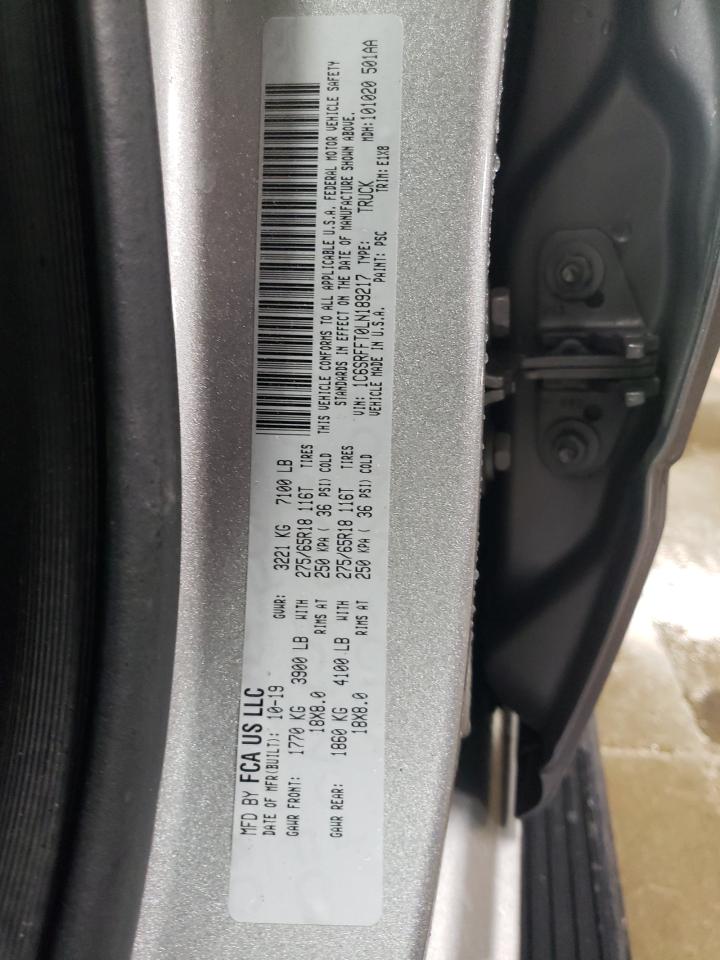 MFD BY FCA US LLC
DATE OF MFR(BUILT): 10-19 GVWR: 3221 KG 7100 LB
GAWR FRONT: 1770 KG 3900 LB WITH 275/65R18 116T TIRES
18X8.0 RIMS AT 250 KPA ( 36 PSI) COLD
GAWR REAR: 1860 KG 4100 LB WITH 275/65R18 116T TIRES
18X8.0 RIMS AT 250 KPA ( 36 PSI) COLD
THIS VEHICLE CONFORMS TO ALL APPLICABLE U.S.A. FEDERAL MOTOR VEHICLE SAFETY
STANDARDS IN EFFECT ON THE DATE OF MANUFACTURE SHOWN ABOVE.
VIN: 1C6SRFFT0LN189217 TYPE: TRUCK MDH:101020 501AA
VEHICLE MADE IN U.S.A. PAINT: PSC TRIM: E1X8